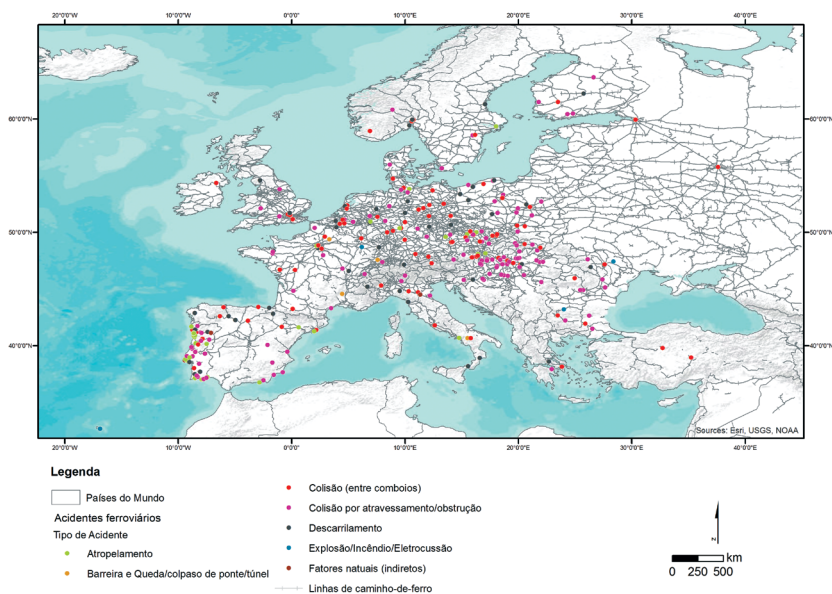 20°0'0"W 10°0'0"W 0°0'0" 10°0'0"E 20°0'0"E 30°0'0"E 40°0'0"E
60°0'0"N 60°0'0"N
50°0'0"N 50°0'0"N
40°0'0"N 40°0'0"N
Sources: Esri, USGS, NOAA
20°0'0"W 10°0'0"W 0°0'0" 10°0'0"E 20°0'0"E 30°0'0"E 40°0'0"E
Legenda
Países do Mundo
Acidentes ferroviários
Tipo de Acidente
Atropelamento
Barreira e Queda/colpaso de ponte/túnel
Colisão (entre comboios)
Colisão por atravessamento/obstrução
Descarrilamento
Explosão/Incêndio/Eletrocussão
Fatores natuais (indiretos)
Linhas de caminho-de-ferro
N
km
0 250 500